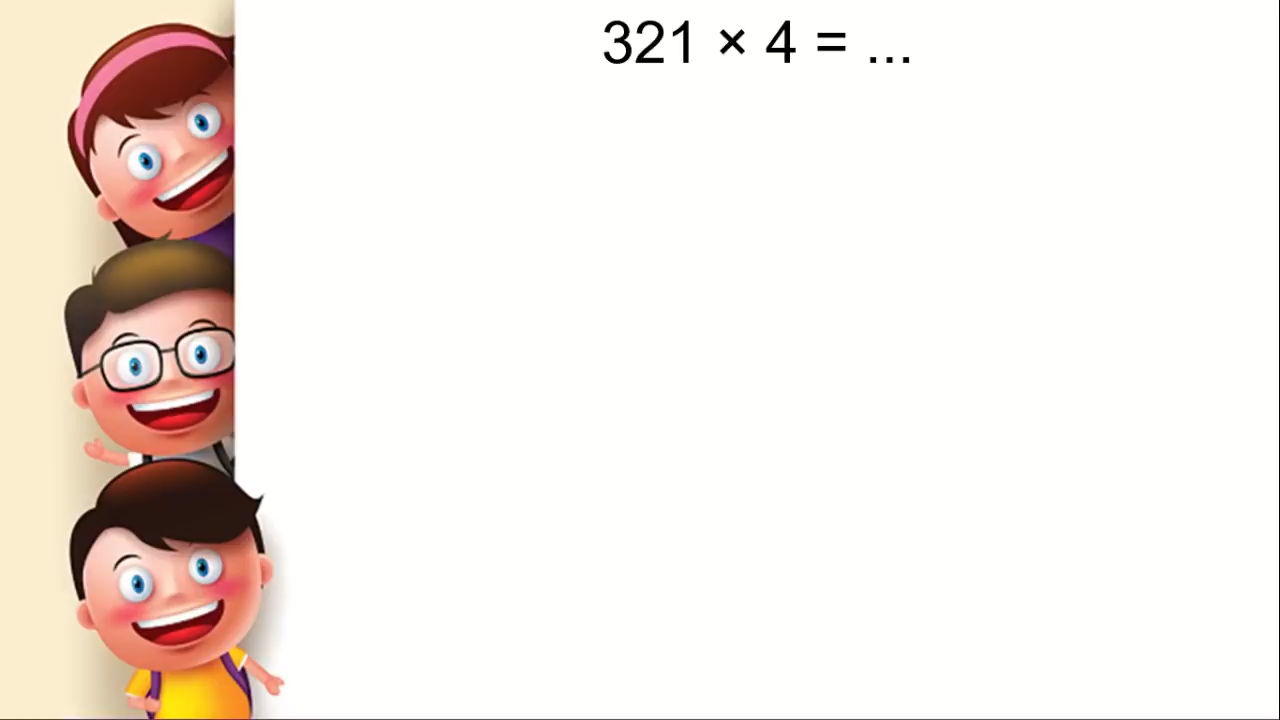 321 × 4 = ...